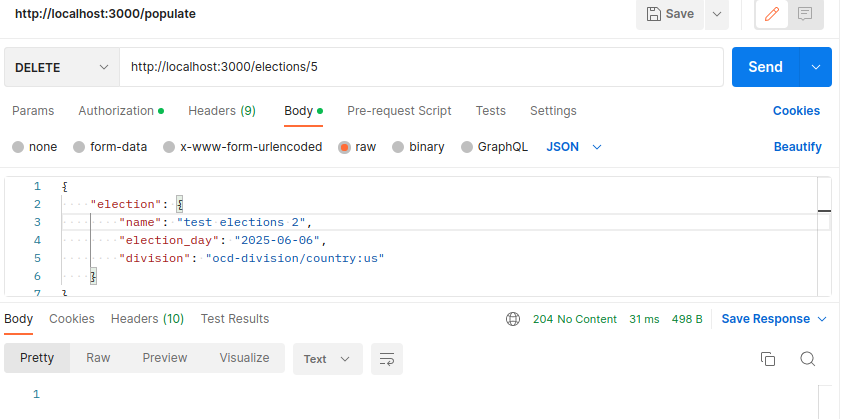 http://localhost:3000/populate Save
DELETE http://localhost:3000/elections/5 Send
Params Authorization Headers (9) Body Pre-request Script Tests Settings Cookies
none form-data x-www-form-urlencoded raw binary GraphQL JSON Beautify
1 {
2 "election": {
3 "name": "test elections 2",
4 "election_day": "2025-06-06",
5 "division": "ocd-division/country:us"
6 }
7 }
Body Cookies Headers (10) Test Results 204 No Content 31 ms 498 B Save Response
Pretty Raw Preview Visualize Text
1